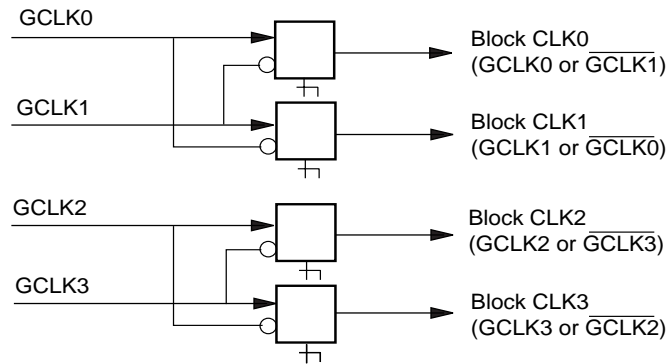 GCLK0
Block CLK0
(GCLK0 or GCLK1)
GCLK1
Block CLK1
(GCLK1 or GCLK0)
GCLK2
Block CLK2
(GCLK2 or GCLK3)
GCLK3
Block CLK3
(GCLK3 or GCLK2)